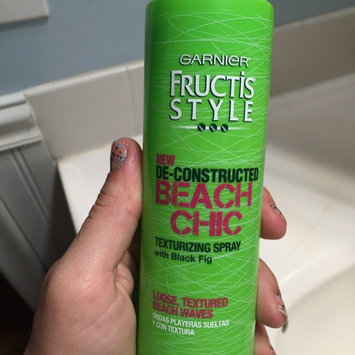 GARNIER
FRUCTIS
STYLE
NEW
DE-CONSTRUCTED
BEACH
CHIC
TEXTURIZING SPRAY
with Black Fig
LOOSE, TEXTURED
BEACH WAVES
ONDAS PLAYERAS SUELTAS
Y CON TEXTURA